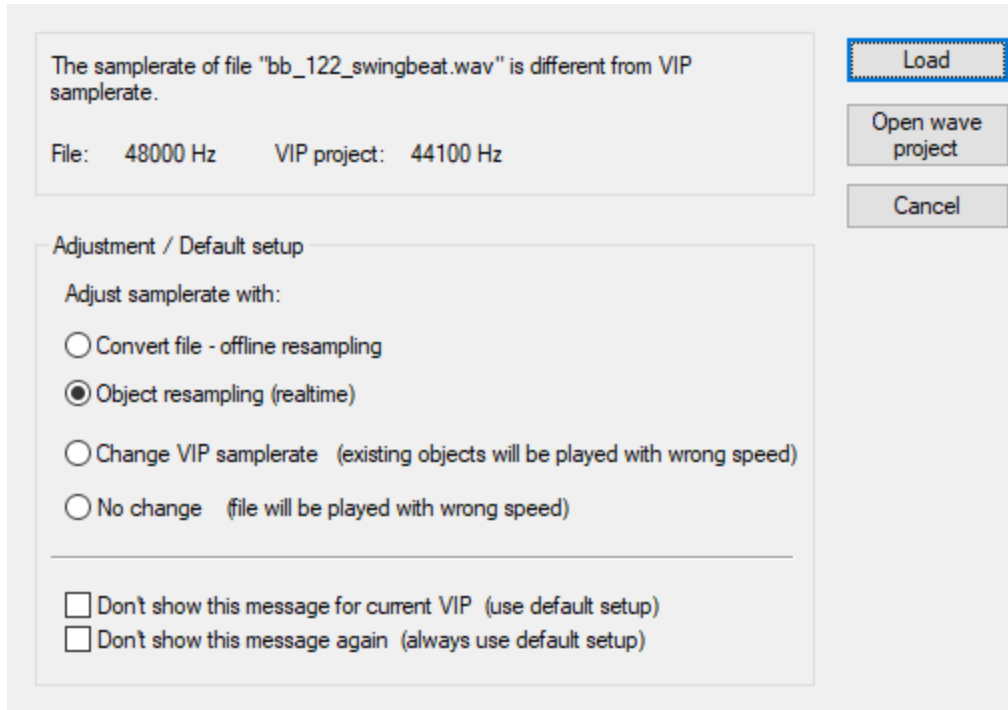 The samplerate of file "bb_122_swingbeat.wav" is different from VIP
samplerate.
File: 48000 Hz VIP project: 44100 Hz
Load
Open wave
project
Cancel
Adjustment / Default setup
Adjust samplerate with:
Convert file - offline resampling
Object resampling (realtime)
Change VIP samplerate (existing objects will be played with wrong speed)
No change (file will be played with wrong speed)
Don't show this message for current VIP (use default setup)
Don't show this message again (always use default setup)